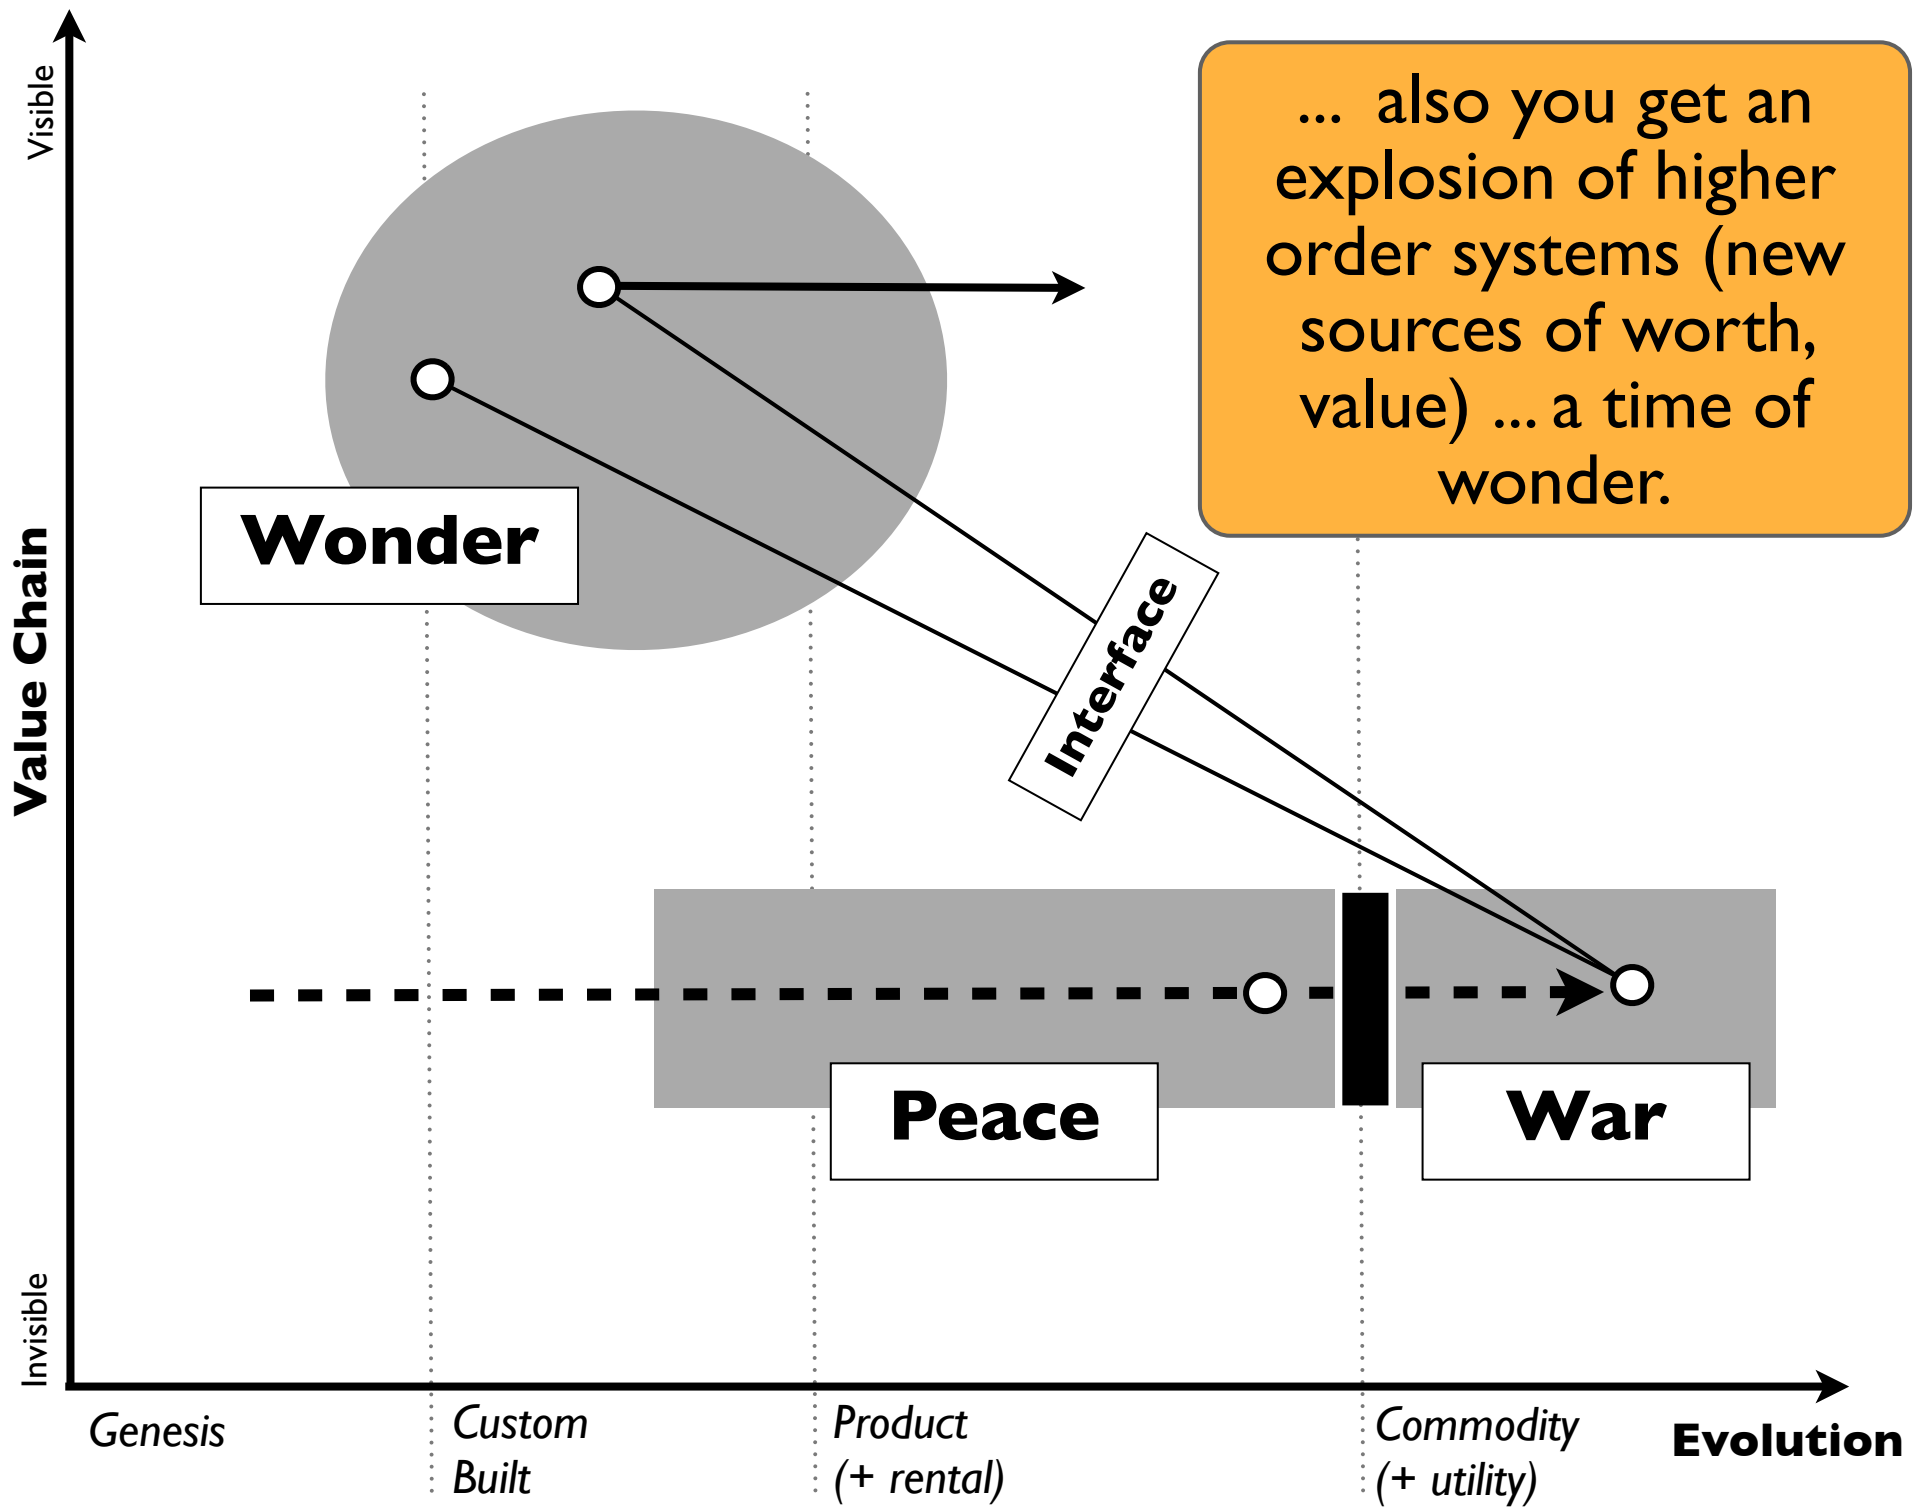 Visible
... also you get an
explosion of higher
order systems (new
sources of worth,
value) ... a time of
wonder.
Wonder
Interface
Value Chain
Peace
War
Invisible
Genesis
Custom
Built
Product
(+ rental)
Commodity
(+ utility)
Evolution